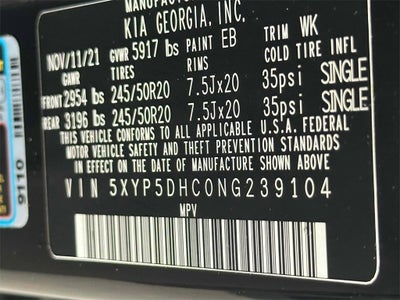 MANUFACTURED
KIA GEORGIA, INC.
NOV/11/21 GVWR 5917 lbs PAINT EB TRIM WK
GAWR TIRES RIMS COLD TIRE INFL
FRONT 2954 lbs 245/50R20 7.5Jx20 35psi SINGLE
REAR 3196 lbs 245/50R20 7.5Jx20 35psi SINGLE
THIS VEHICLE CONFORMS TO ALL APPLICABLE U.S.A. FEDERAL
MOTOR VEHICLE SAFETY AND THEFT PREVENTION STANDARDS
IN EFFECT ON THE DATE OF MANUFACTURE SHOWN ABOVE
VIN 5XYP5DHC0NG239104
MPV
9110